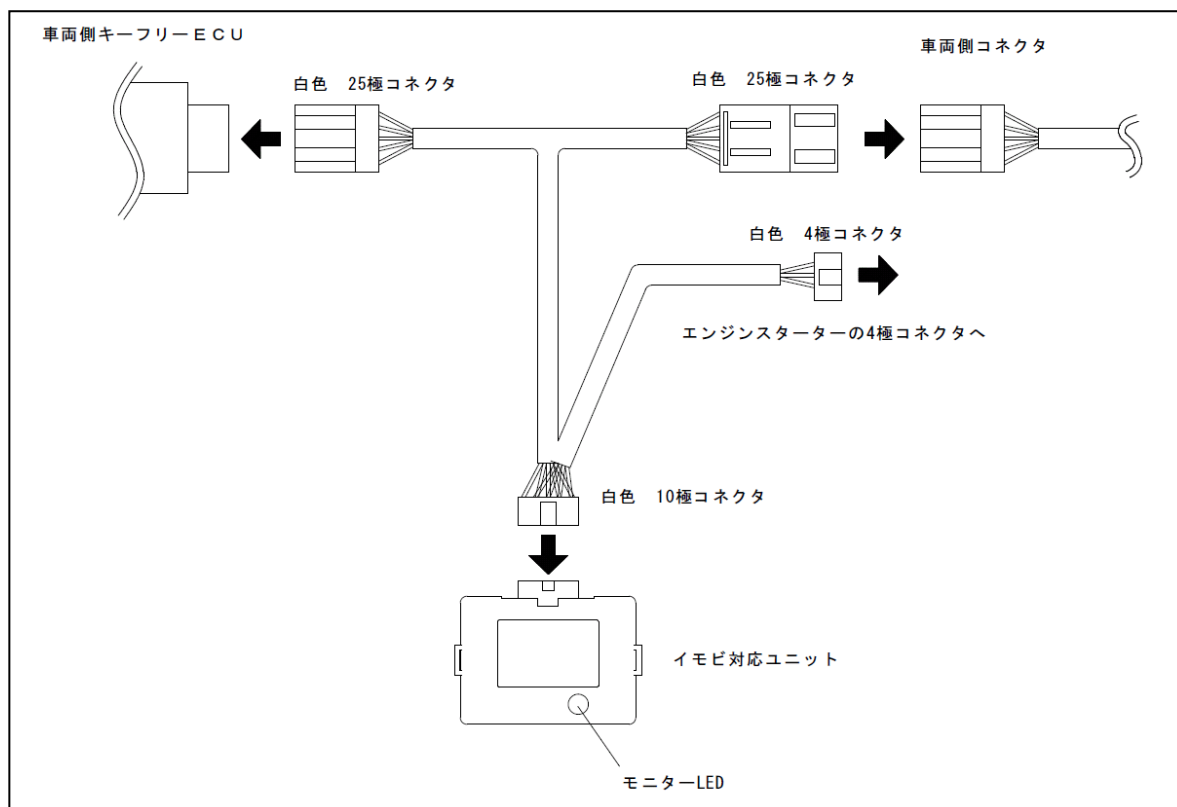 車両側キーフリーＥＣＵ
車両側コネクタ
白色　25極コネクタ
白色　25極コネクタ
白色　4極コネクタ
エンジンスターターの4極コネクタへ
白色　10極コネクタ
イモビ対応ユニット
モニターLED